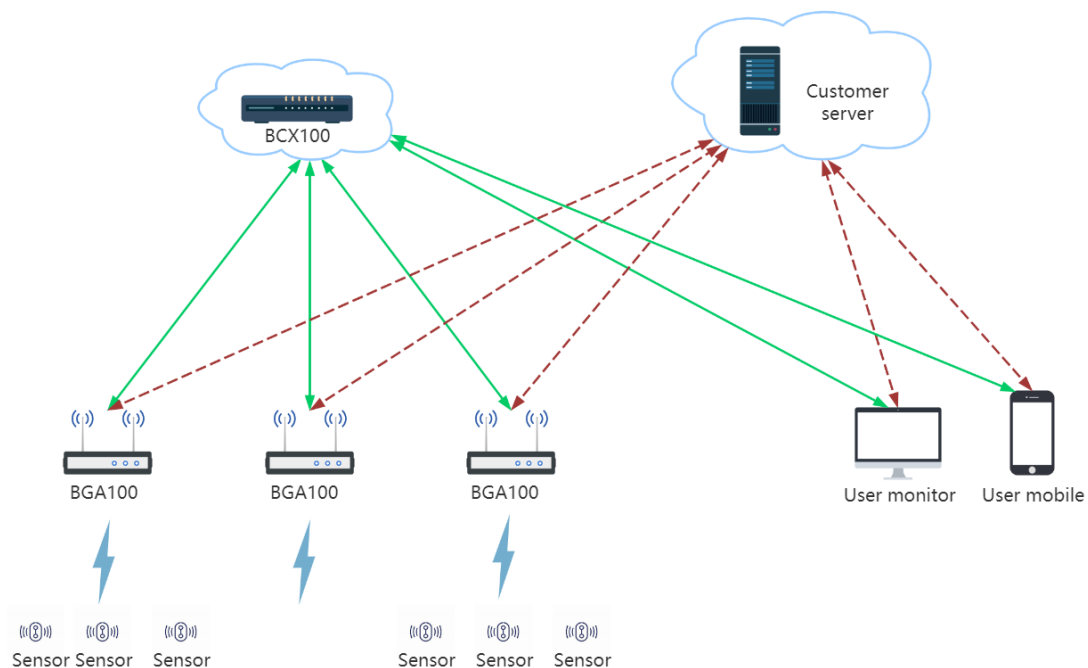 BCX100
Customer
server
BGA100
BGA100
BGA100
User monitor
User mobile
Sensor
Sensor
Sensor
Sensor
Sensor
Sensor